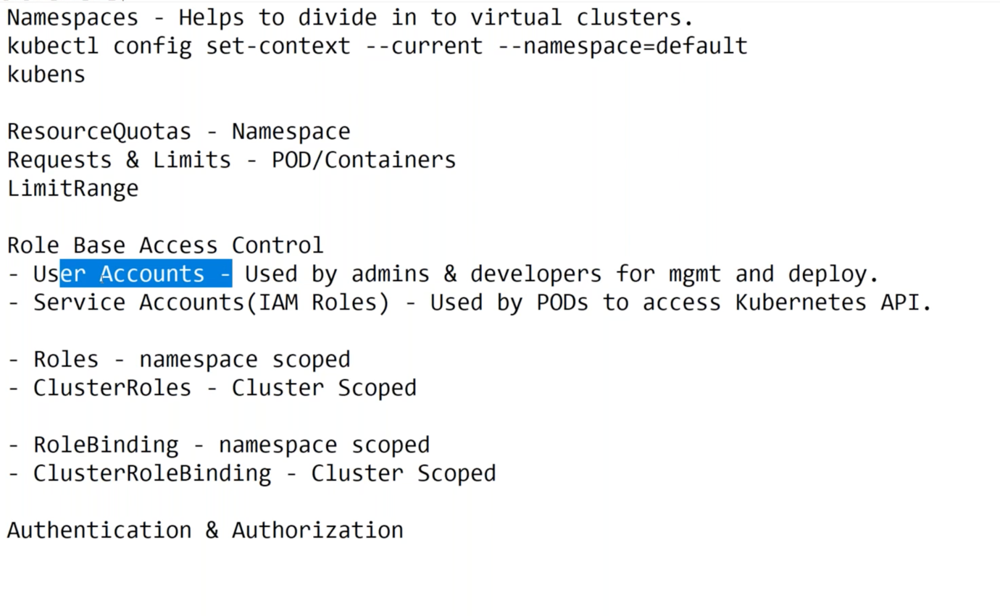 Namespaces - Helps to divide in to virtual clusters.
kubectl config set-context --current --namespace=default
kubens
ResourceQuotas - Namespace
Requests & Limits - POD/Containers
LimitRange
Role Base Access Control
- User Accounts - Used by admins & developers for mgmt and deploy.
- Service Accounts(IAM Roles) - Used by PODs to access Kubernetes API.
- Roles - namespace scoped
- ClusterRoles - Cluster Scoped
- RoleBinding - namespace scoped
- ClusterRoleBinding - Cluster Scoped
Authentication & Authorization